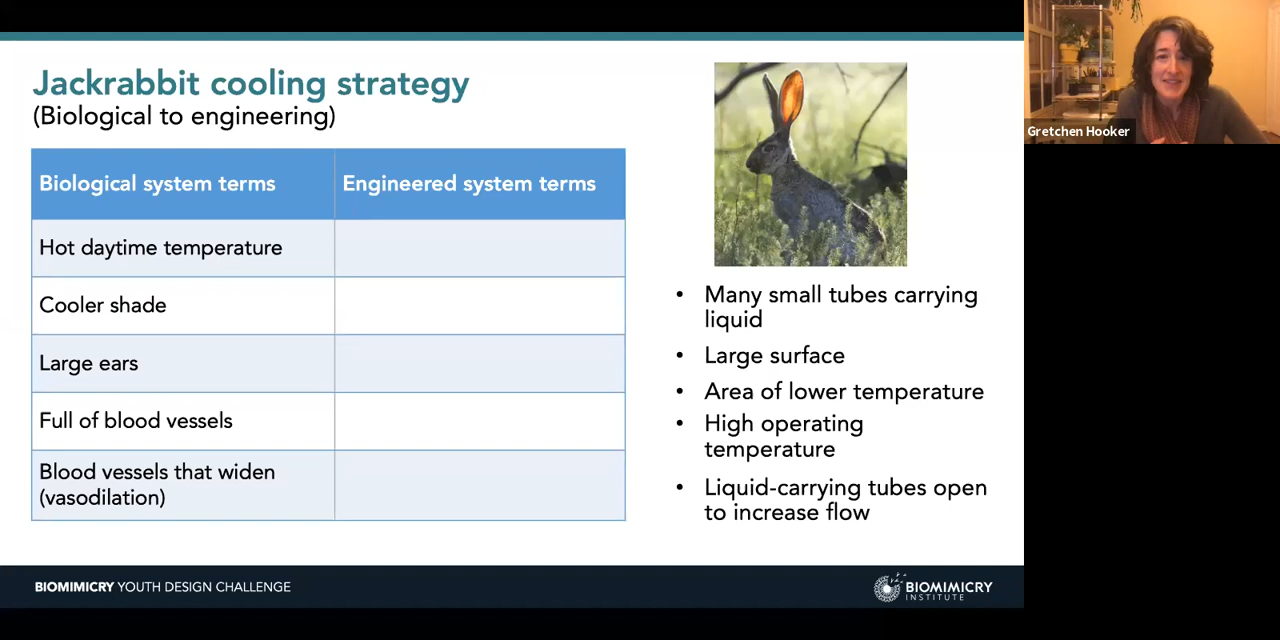 Jackrabbit cooling strategy
(Biological to engineering)
Biological system terms
Engineered system terms
Hot daytime temperature
Cooler shade
Large ears
Full of blood vessels
Blood vessels that widen
(vasodilation)
• Many small tubes carrying
liquid
• Large surface
• Area of lower temperature
• High operating
temperature
• Liquid-carrying tubes open
to increase flow
BIOMIMICRY YOUTH DESIGN CHALLENGE
BIOMIMICRY
INSTITUTE
Gretchen Hooker